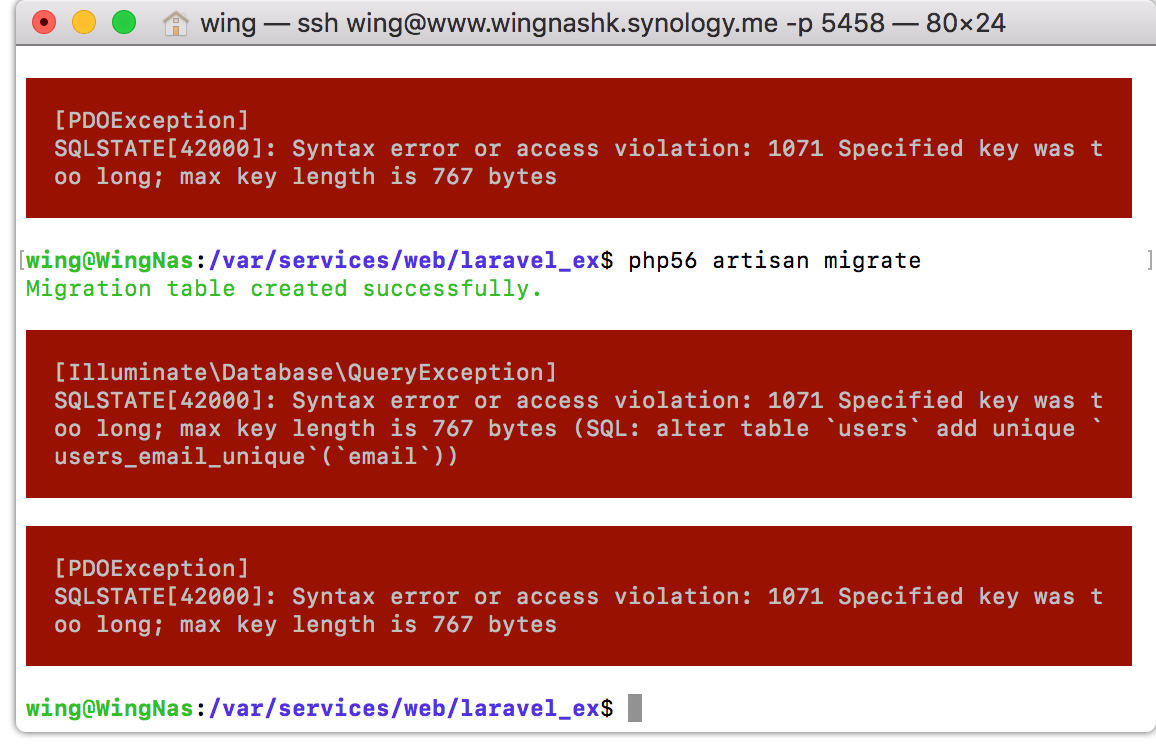 wing — ssh wing@www.wingnashk.synology.me -p 5458 — 80×24
[PDOException]
SQLSTATE[42000]: Syntax error or access violation: 1071 Specified key was t
oo long; max key length is 767 bytes
[wing@WingNas:/var/services/web/laravel_ex$ php56 artisan migrate ]
Migration table created successfully.
[Illuminate\Database\QueryException]
SQLSTATE[42000]: Syntax error or access violation: 1071 Specified key was t
oo long; max key length is 767 bytes (SQL: alter table `users` add unique `
users_email_unique`(`email`))
[PDOException]
SQLSTATE[42000]: Syntax error or access violation: 1071 Specified key was t
oo long; max key length is 767 bytes
wing@WingNas:/var/services/web/laravel_ex$